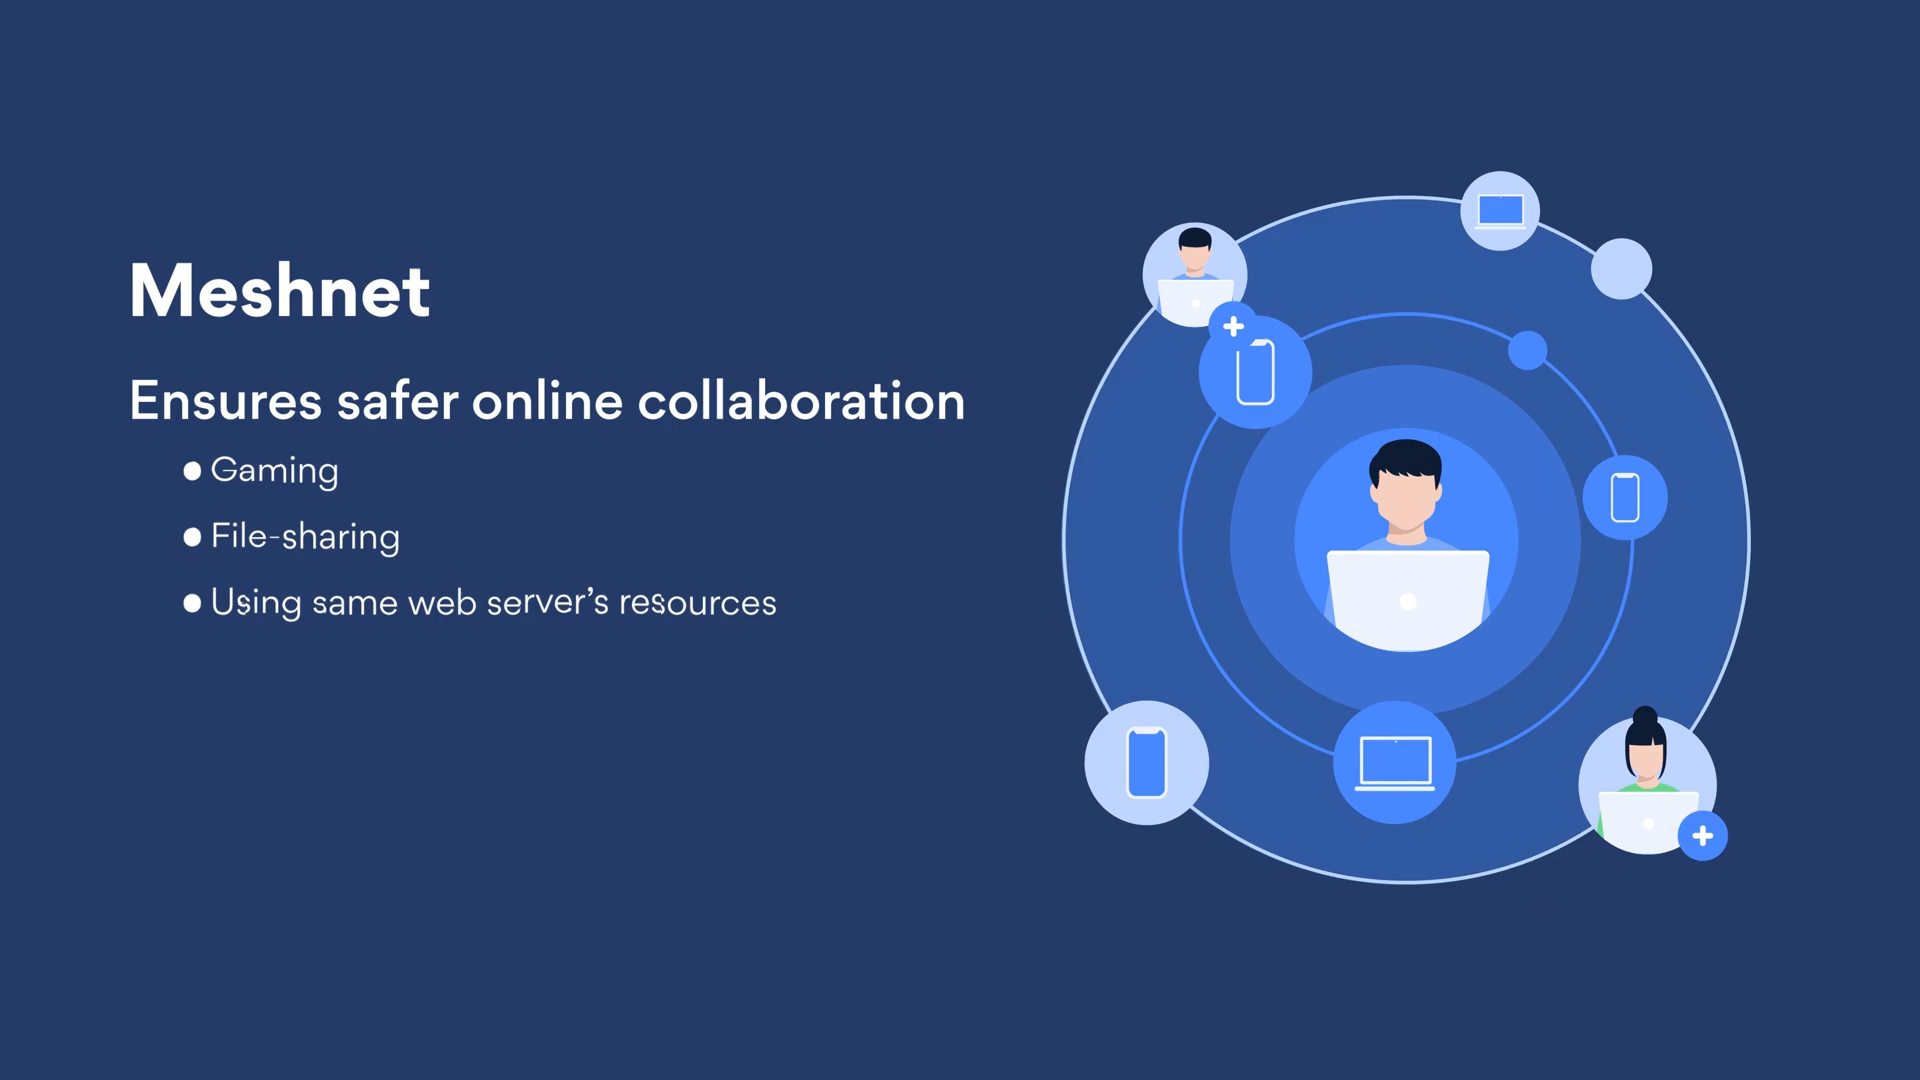 Meshnet
Ensures safer online collaboration
Gaming
File-sharing
Using same web server’s resources